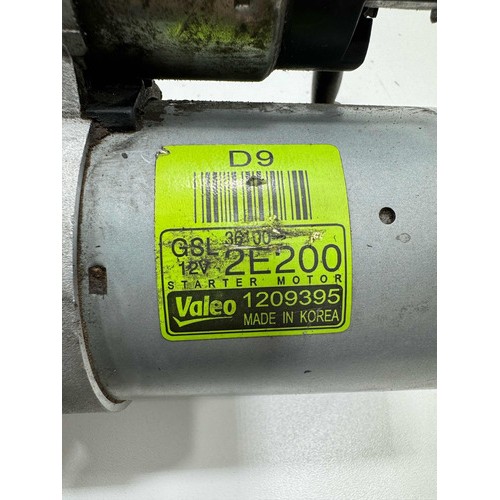 D9
GSL 36100-
12V 2E200
STARTER MOTOR
Valeo 1209395
MADE IN KOREA